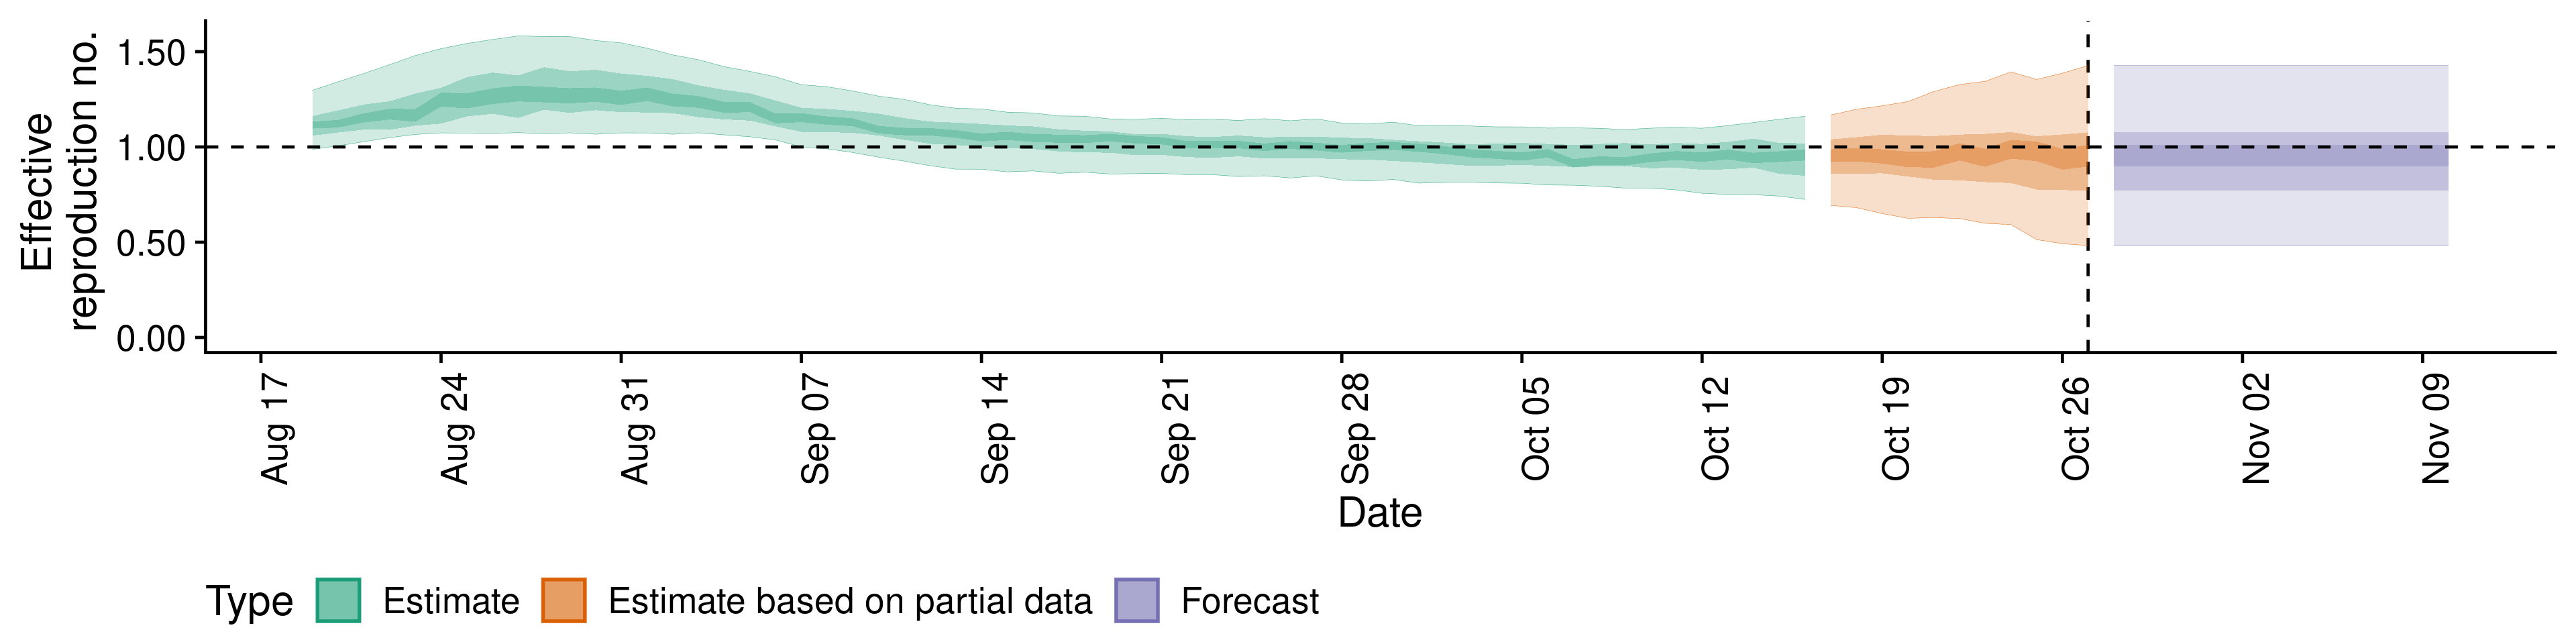 Effective
reproduction no.
1.50
1.00
0.50
0.00
Aug 17
Aug 24
Aug 31
Sep 07
Sep 14
Sep 21
Sep 28
Oct 05
Oct 12
Oct 19
Oct 26
Nov 02
Nov 09
Date
Type Estimate Estimate based on partial data Forecast